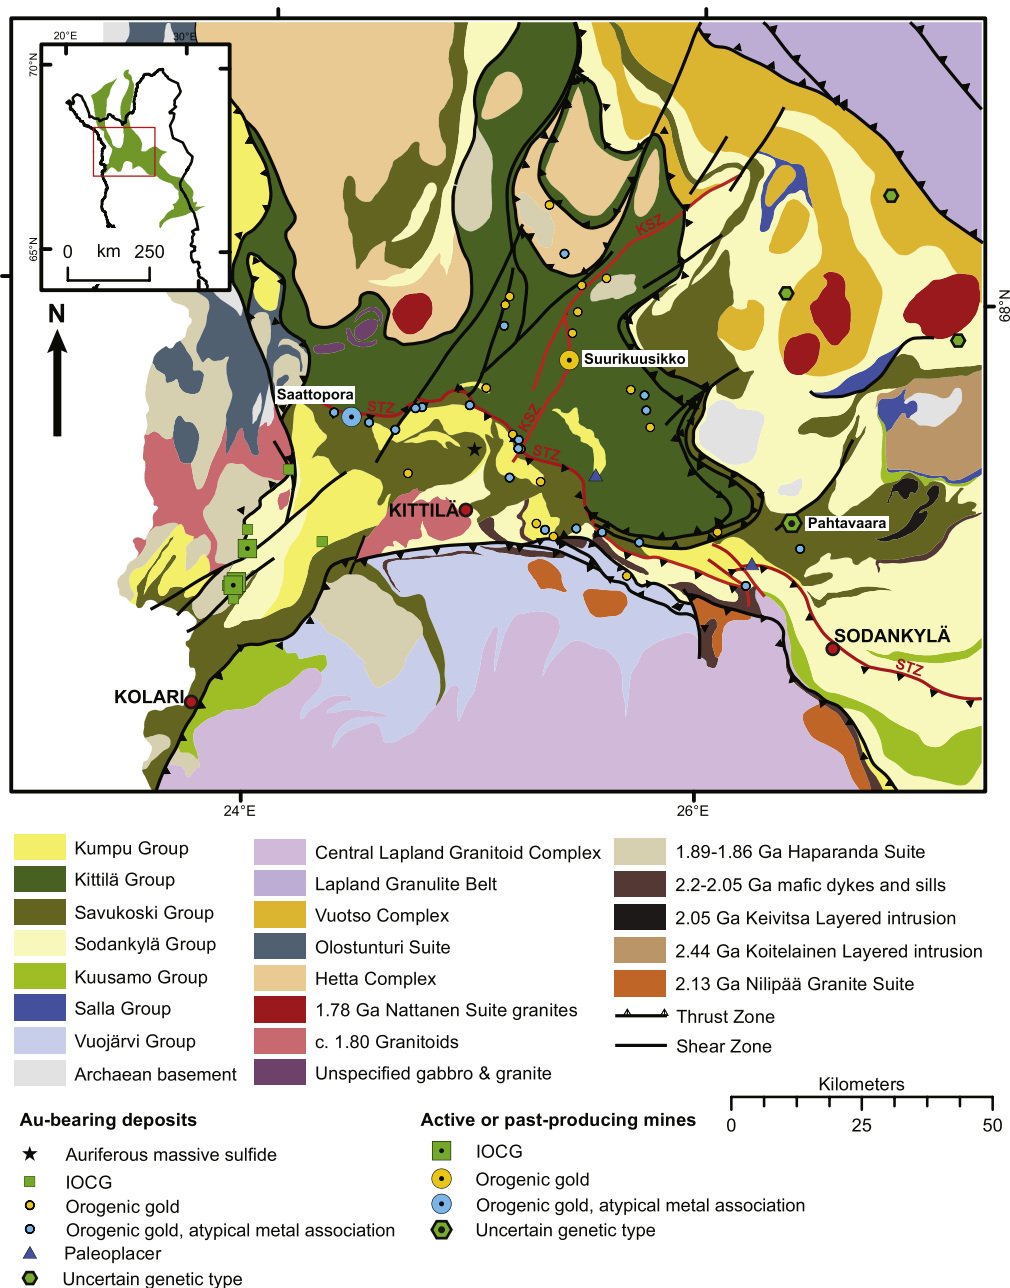 20°E
30°E
70°N
65°N
0 km 250
N
68°N
KSZ
Suurikuusikko
Saattopora
STZ
KSZ
STZ
KITTILÄ
Pahtavaara
SODANKYLÄ
STZ
KOLARI
24°E
26°E
Kumpu Group
Kittilä Group
Savukoski Group
Sodankylä Group
Kuusamo Group
Salla Group
Vuojärvi Group
Archaean basement
Central Lapland Granitoid Complex
Lapland Granulite Belt
Vuotso Complex
Olostunturi Suite
Hetta Complex
1.78 Ga Nattanen Suite granites
c. 1.80 Granitoids
Unspecified gabbro & granite
1.89-1.86 Ga Haparanda Suite
2.2-2.05 Ga mafic dykes and sills
2.05 Ga Keivitsa Layered intrusion
2.44 Ga Koitelainen Layered intrusion
2.13 Ga Nilipää Granite Suite
Thrust Zone
Shear Zone
Kilometers
0 25 50
Au-bearing deposits
Auriferous massive sulfide
IOCG
Orogenic gold
Orogenic gold, atypical metal association
Paleoplacer
Uncertain genetic type
Active or past-producing mines
IOCG
Orogenic gold
Orogenic gold, atypical metal association
Uncertain genetic type